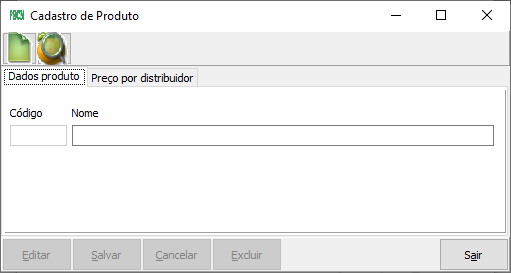 Cadastro de Produto
Dados produto Preço por distribuidor
Código Nome
Editar Salvar Cancelar Excluir Sair